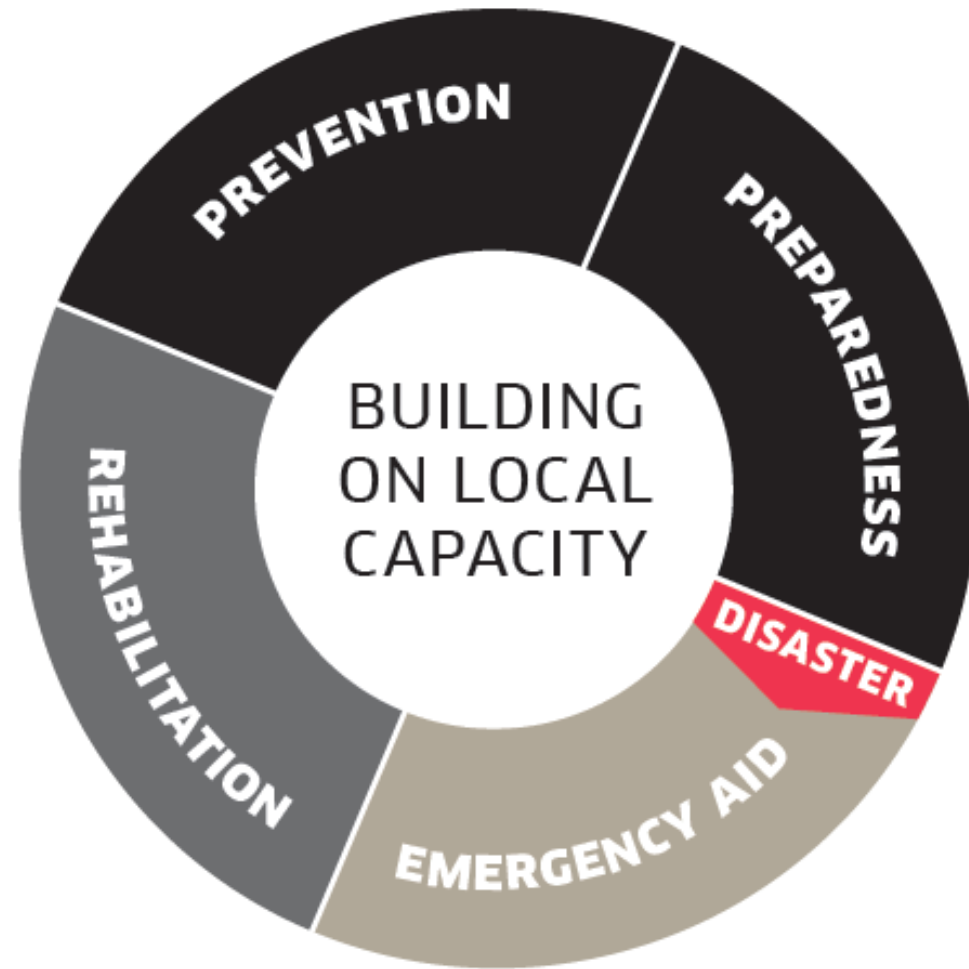 PREVENTION
PREPAREDNESS
DISASTER
EMERGENCY AID
REHABILITATION
BUILDING
ON LOCAL
CAPACITY